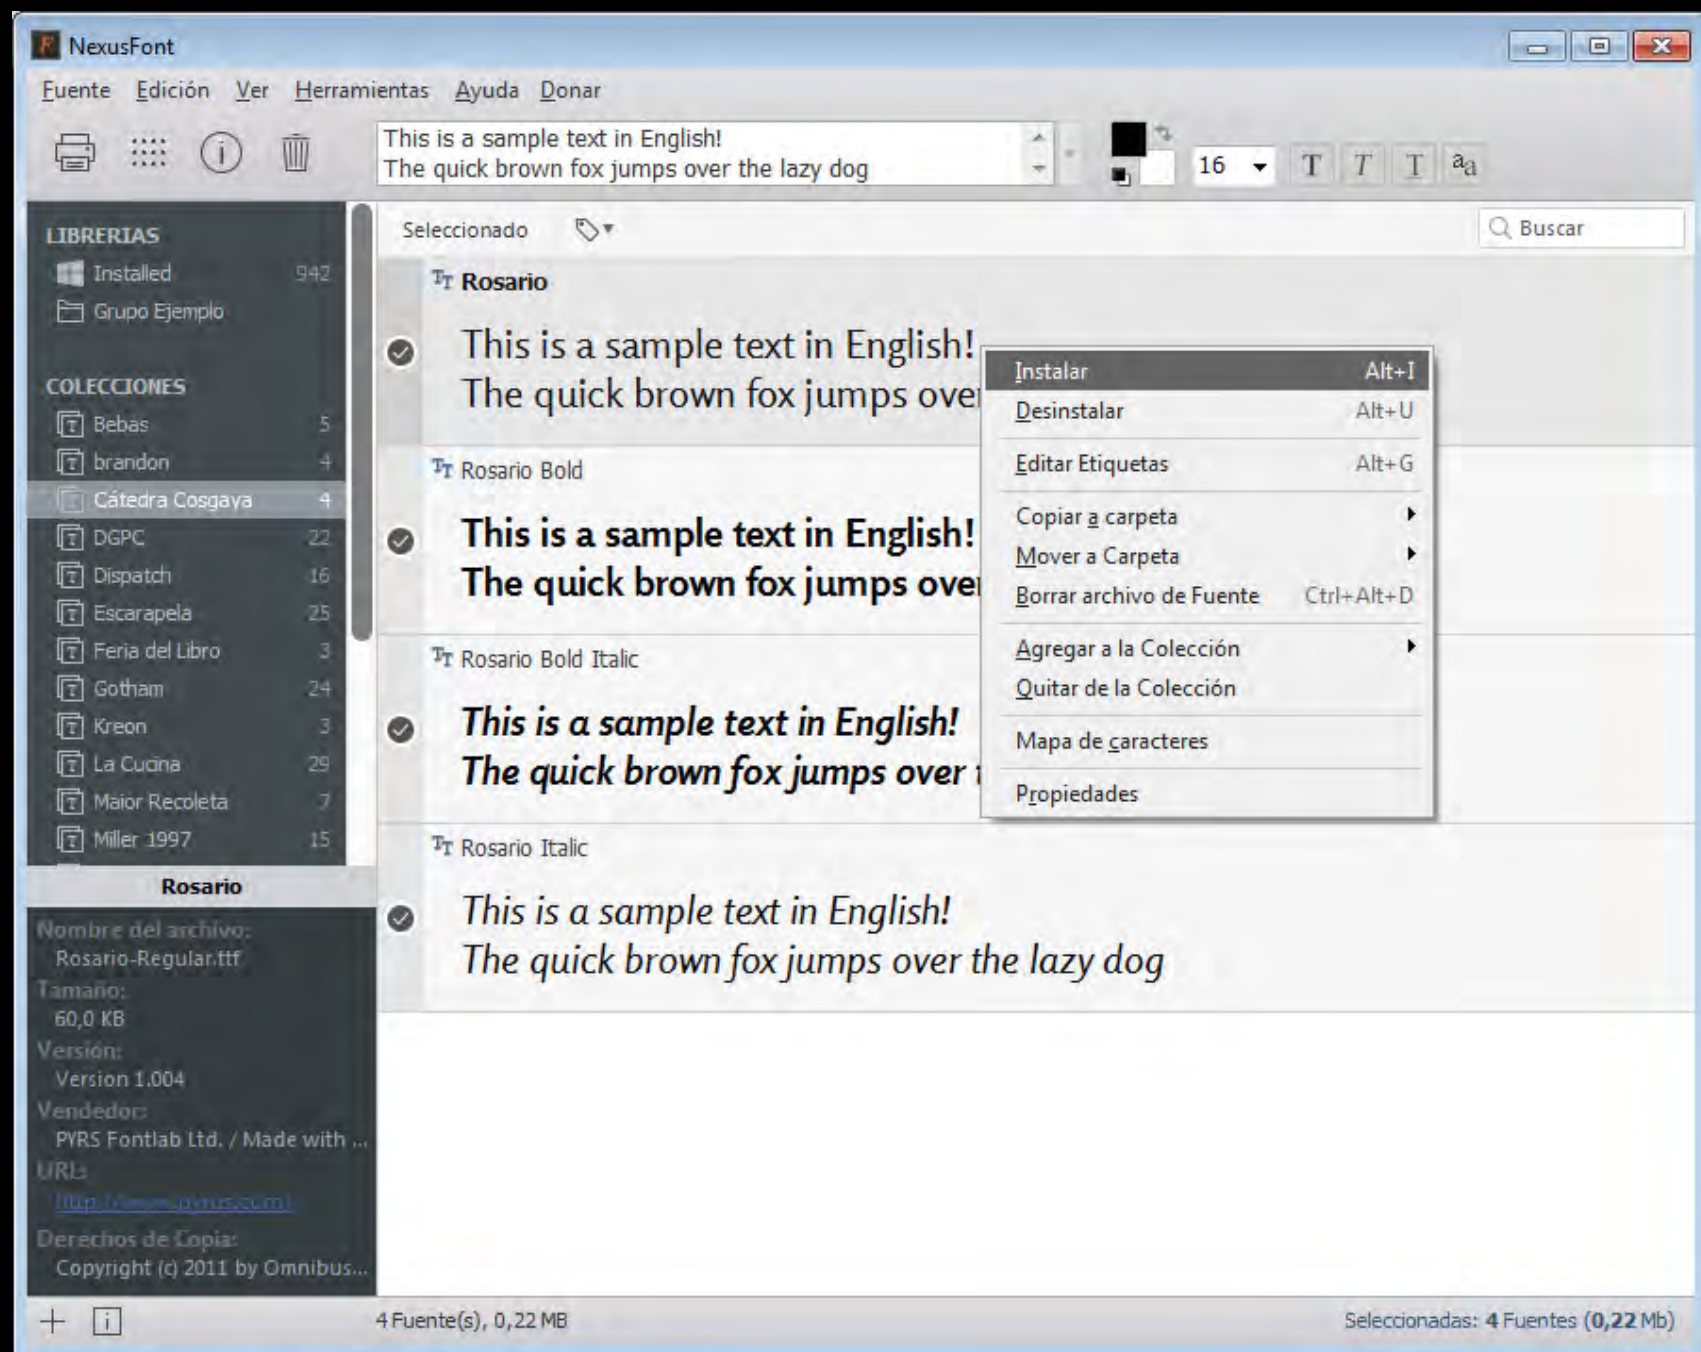 NexusFont
Fuente Edición Ver Herramientas Ayuda Donar
This is a sample text in English!
The quick brown fox jumps over the lazy dog
16
T T T aa
LIBRERIAS
Installed 942
Grupo Ejemplo
COLECCIONES
Bebas 5
brandon 4
Cátedra Cosgaya 4
DGPC 22
Dispatch 16
Escarapela 25
Feria del Libro 3
Gotham 24
Kreon 3
La Cucina 29
Maior Recoleta 7
Miller 1997 15
Rosario
Nombre del archivo:
Rosario-Regular.ttf
Tamaño:
60,0 KB
Versión:
Version 1.004
Vendedor:
PYRS Fontlab Ltd. / Made with ...
URL:
http://www.pyrus.com/
Derechos de Copia:
Copyright (c) 2011 by Omnibus...
Seleccionado
Buscar
Rosario
This is a sample text in English!
The quick brown fox jumps over
Rosario Bold
This is a sample text in English!
The quick brown fox jumps over
Rosario Bold Italic
This is a sample text in English!
The quick brown fox jumps over
Rosario Italic
This is a sample text in English!
The quick brown fox jumps over the lazy dog
Instalar Alt+I
Desinstalar Alt+U
Editar Etiquetas Alt+G
Copiar a carpeta
Mover a Carpeta
Borrar archivo de Fuente Ctrl+Alt+D
Agregar a la Colección
Quitar de la Colección
Mapa de caracteres
Propiedades
4 Fuente(s), 0,22 MB
Seleccionadas: 4 Fuentes (0,22 Mb)